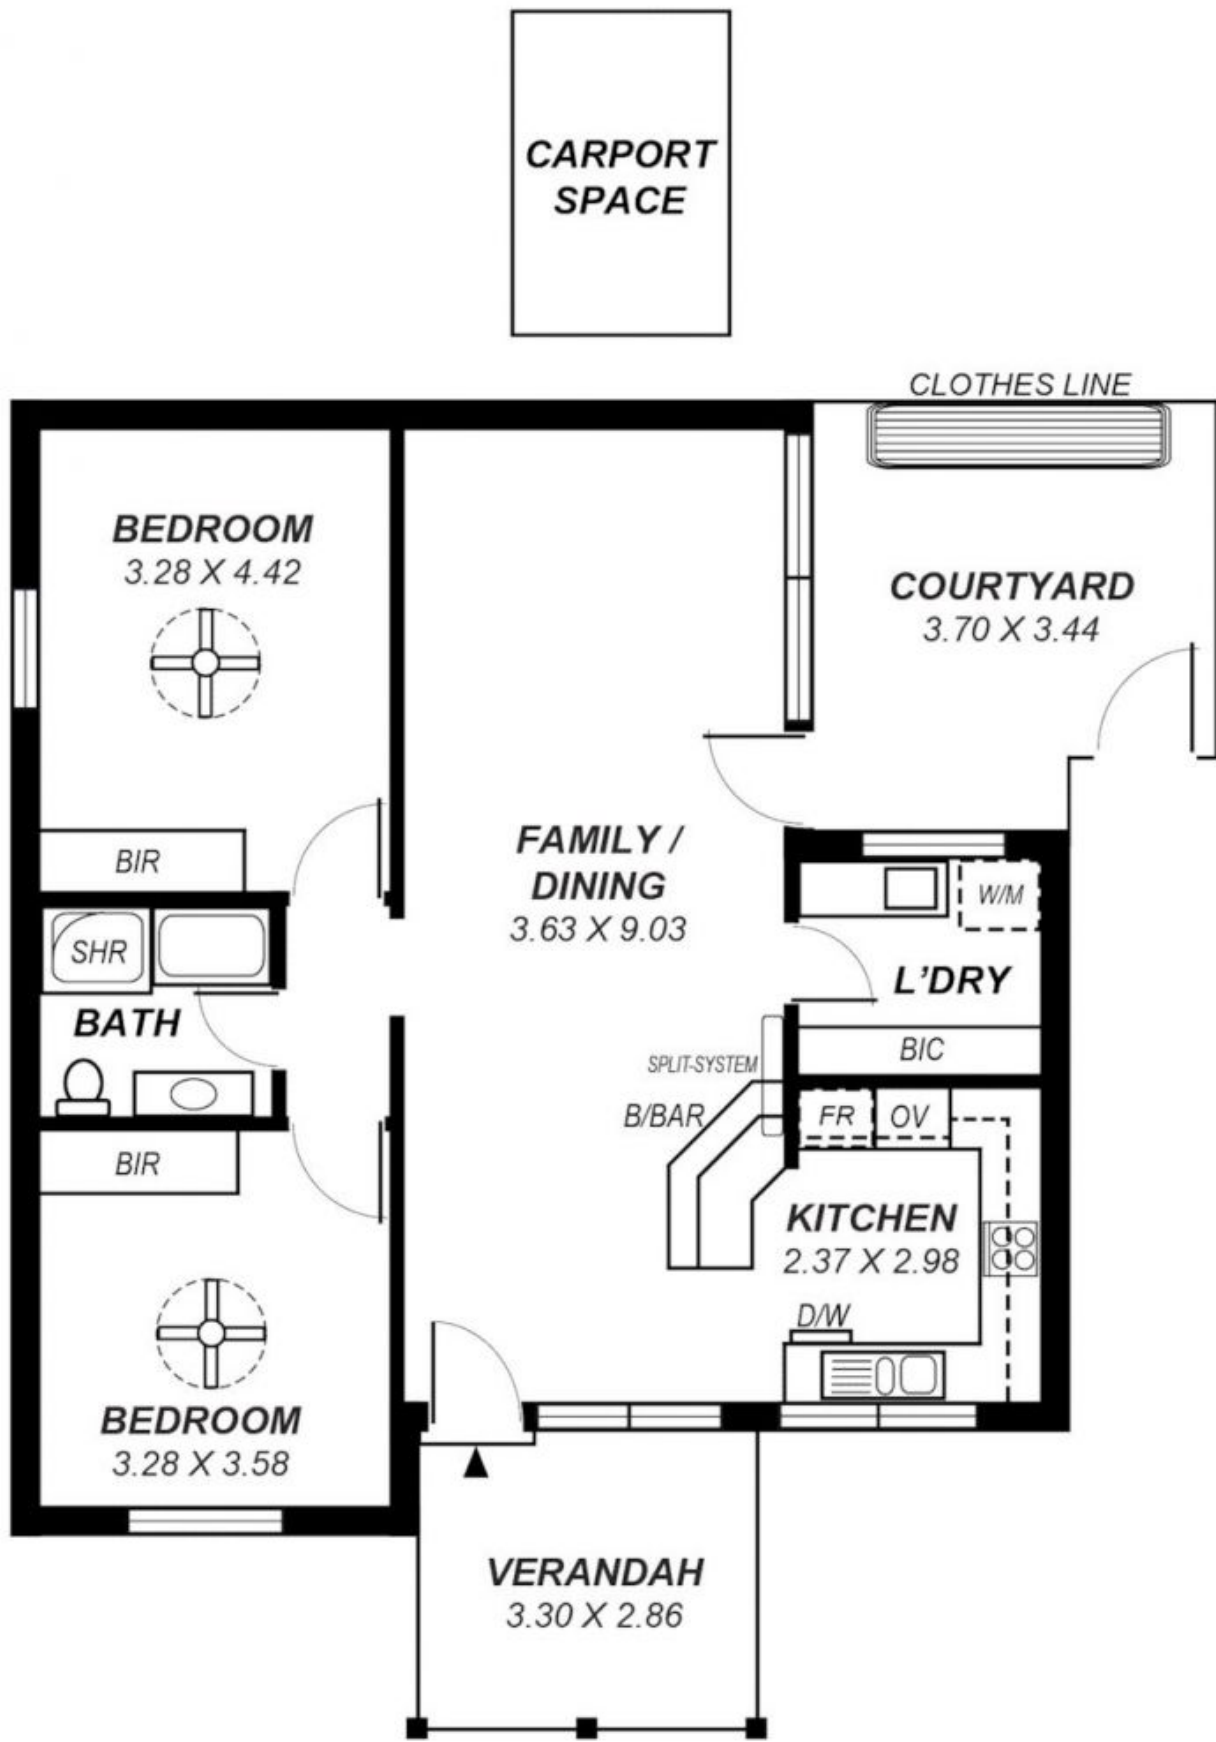 CARPORT
SPACE
CLOTHES LINE
BEDROOM
3.28 X 4.42
COURTYARD
3.70 X 3.44
BIR
FAMILY /
DINING
3.63 X 9.03
W/M
SHR
L'DRY
BATH
BIC
SPLIT-SYSTEM
B/BAR
FR
OV
BIR
KITCHEN
2.37 X 2.98
D/W
BEDROOM
3.28 X 3.58
VERANDAH
3.30 X 2.86